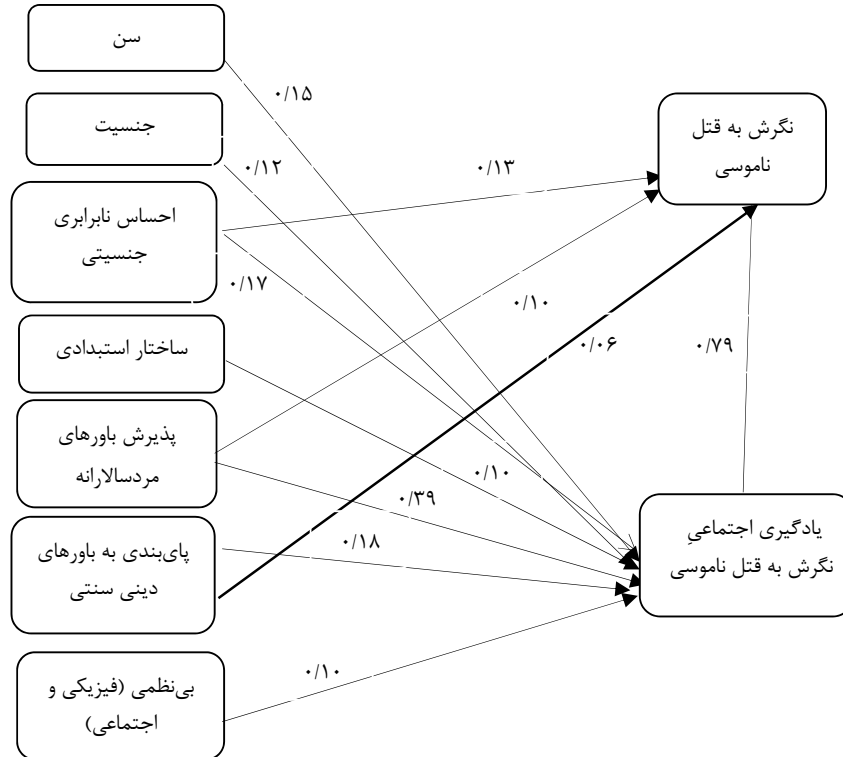 سن
۰/۱۵
جنسیت
نگرش به قتل
ناموسی
۰/۱۲
۰/۱۳
احساس نابرابری
جنسیتی
۰/۱۷
۰/۱۰
ساختار استبدادی
۰/۰۶
۰/۷۹
پذیرش باورهای
مردسالارانه
۰/۱۰
۰/۳۹
یادگیری اجتماعیِ
نگرش به قتل ناموسی
۰/۱۸
پای‌بندی به باورهای
دینی سنتی
۰/۱۰
بی‌نظمی (فیزیکی و
اجتماعی)